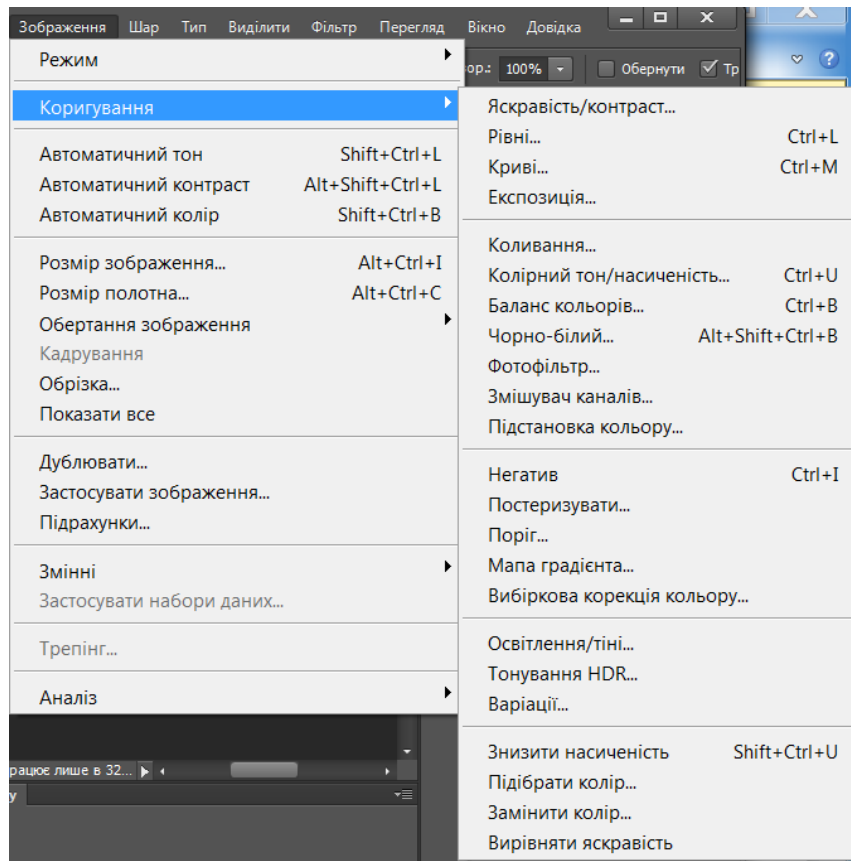 Зображення Шар Тип Виділити Фільтр Перегляд Вікно Довідка
ор.: 100% Обернути Тр
Режим
Коригування
Автоматичний тон Shift+Ctrl+L
Автоматичний контраст Alt+Shift+Ctrl+L
Автоматичний колір Shift+Ctrl+B
Розмір зображення... Alt+Ctrl+I
Розмір полотна... Alt+Ctrl+C
Обертання зображення
Кадрування
Обрізка...
Показати все
Дублювати...
Застосувати зображення...
Підрахунки...
Змінні
Застосувати набори даних...
Трепінг...
Аналіз
Яскравість/контраст...
Рівні... Ctrl+L
Криві... Ctrl+M
Експозиція...
Коливання...
Колірний тон/насиченість... Ctrl+U
Баланс кольорів... Ctrl+B
Чорно-білий... Alt+Shift+Ctrl+B
Фотофільтр...
Змішувач каналів...
Підстановка кольору...
Негатив Ctrl+I
Постеризувати...
Поріг...
Мапа градієнта...
Вибіркова корекція кольору...
Освітлення/тіні...
Тонування HDR...
Варіації...
Знизити насиченість Shift+Ctrl+U
Підібрати колір...
Замінити колір...
Вирівняти яскравість
рацює лише в 32...
у